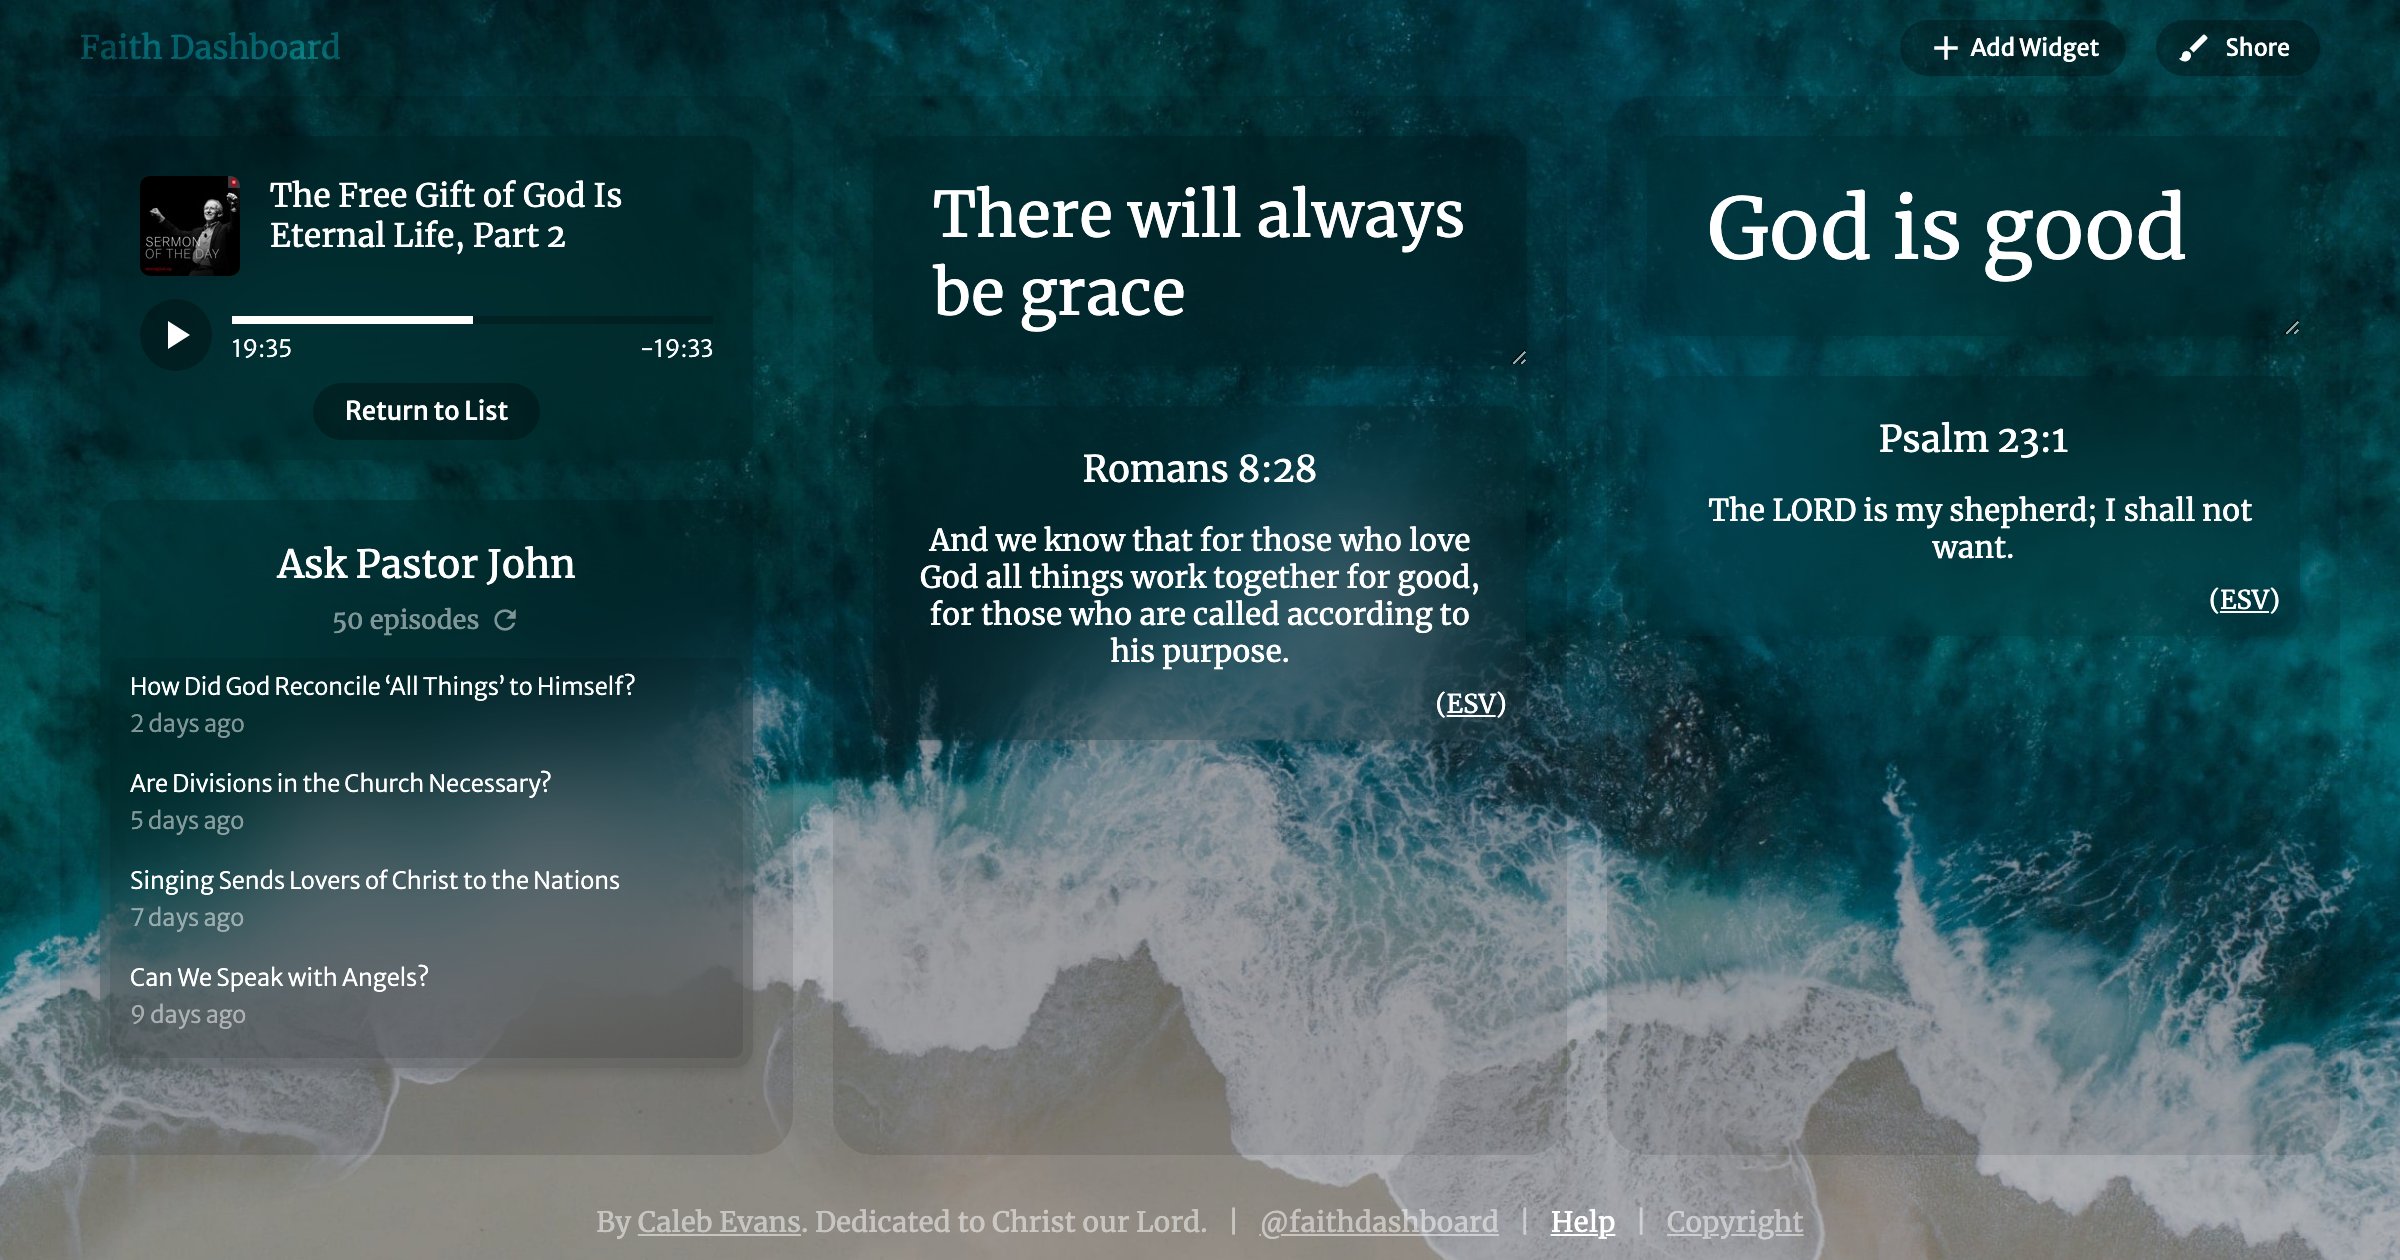 Faith Dashboard
Add Widget
Shore
SERMON
OF THE DAY
The Free Gift of God Is
Eternal Life, Part 2
19:35
-19:33
Return to List
Ask Pastor John
50 episodes
How Did God Reconcile ‘All Things’ to Himself?
2 days ago
Are Divisions in the Church Necessary?
5 days ago
Singing Sends Lovers of Christ to the Nations
7 days ago
Can We Speak with Angels?
9 days ago
There will always
be grace
Romans 8:28
And we know that for those who love
God all things work together for good,
for those who are called according to
his purpose.
(ESV)
God is good
Psalm 23:1
The LORD is my shepherd; I shall not
want.
(ESV)
By Caleb Evans. Dedicated to Christ our Lord. | @faithdashboard | Help | Copyright